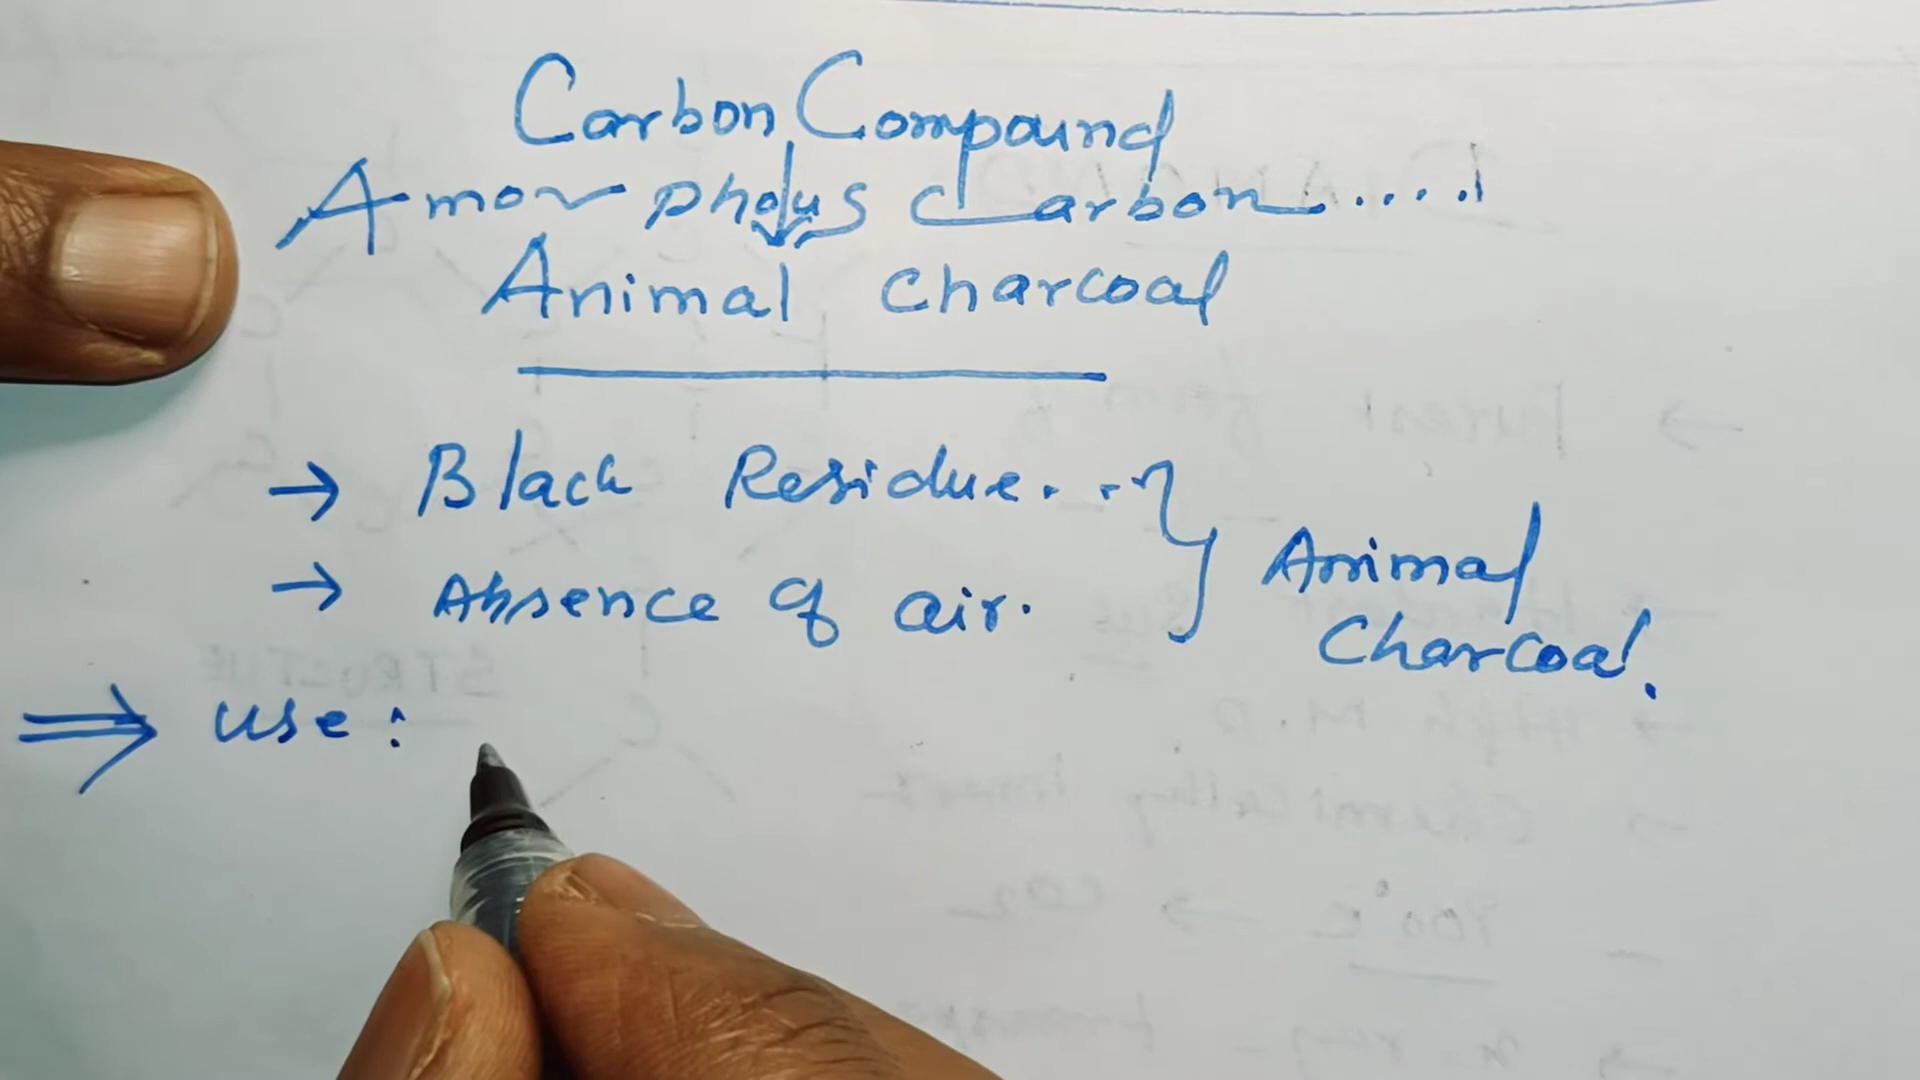 Carbon Compound
Amorphous Carbon....
Animal Charcoal
→ Black Residue...
→ Absence of air.
Animal
Charcoal.
⇒ use: